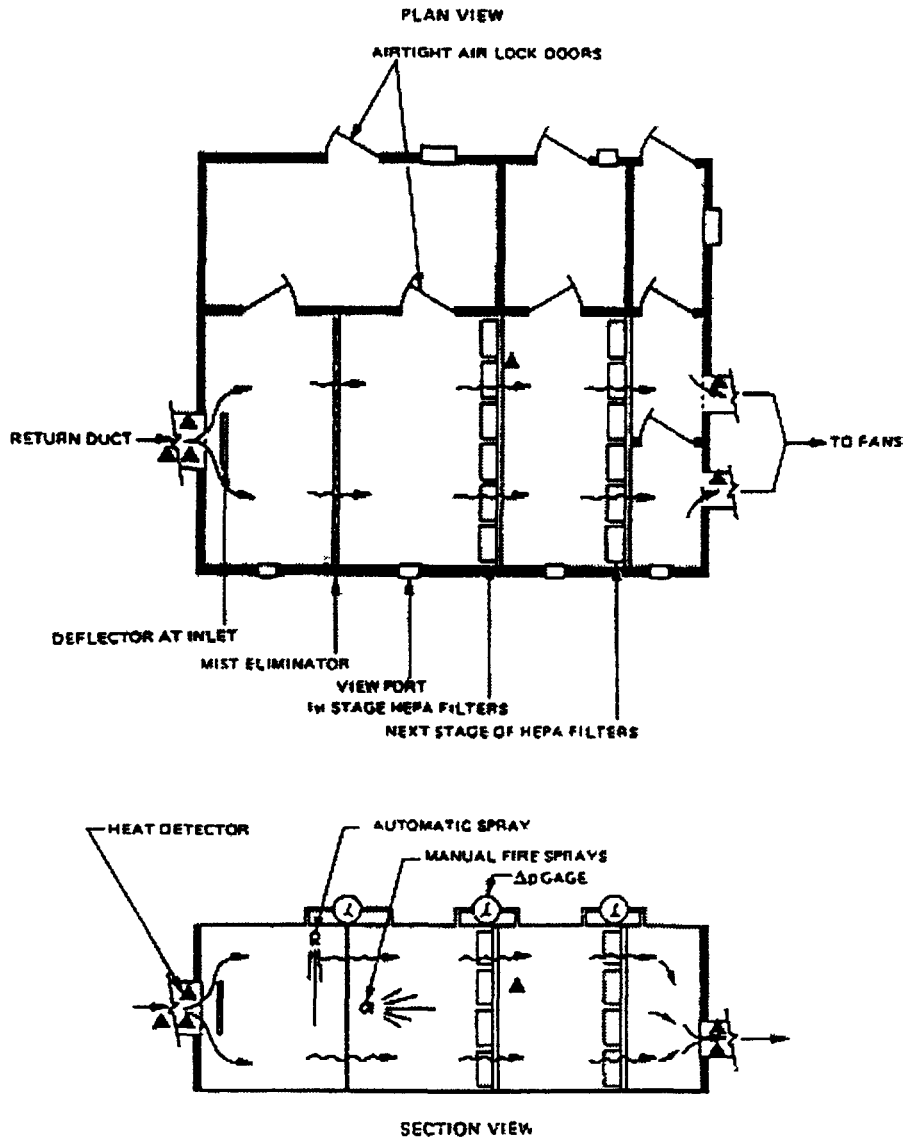 PLAN VIEW
AIRTIGHT AIR LOCK DOORS
RETURN DUCT
TO FANS
DEFLECTOR AT INLET
MIST ELIMINATOR
VIEW PORT
1st STAGE HEPA FILTERS
NEXT STAGE OF HEPA FILTERS
HEAT DETECTOR
AUTOMATIC SPRAY
MANUAL FIRE SPRAYS
Δp GAGE
SECTION VIEW